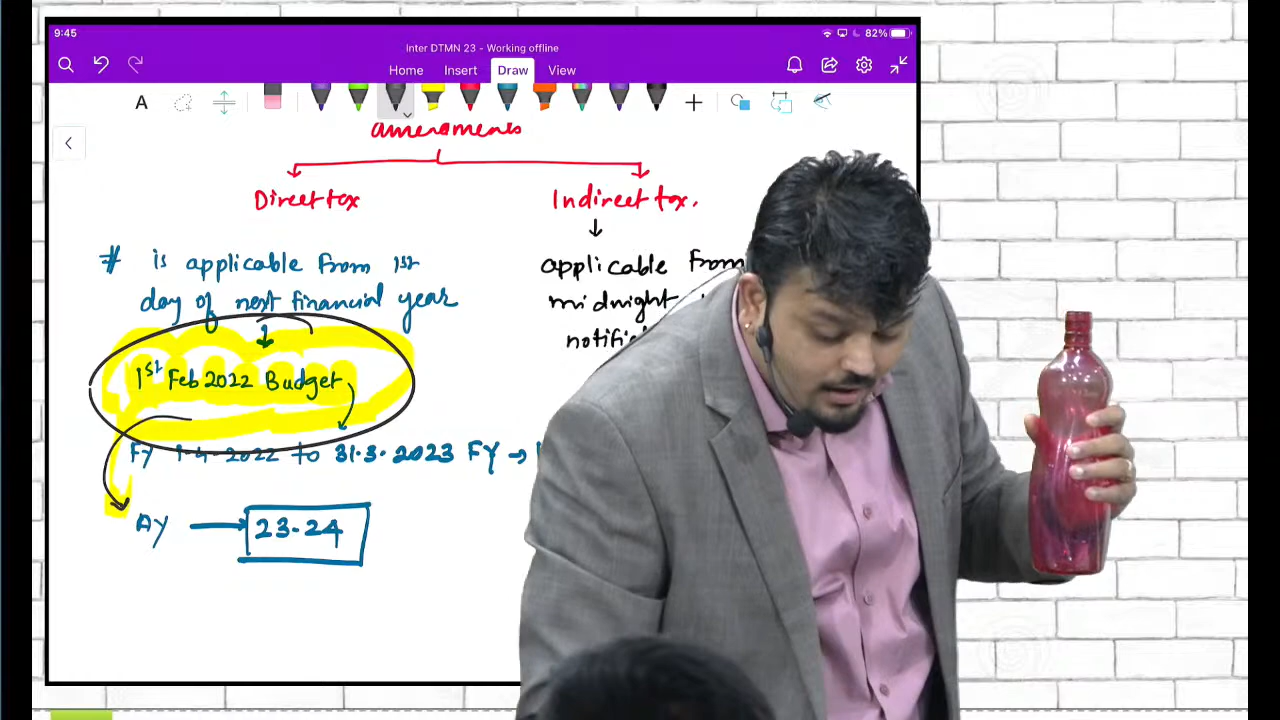 9:45
82%
Inter DTMN 23 - Working offline
Home Insert Draw View
A
amendments
Direct tax
Indirect tax.
# is applicable from 1st
day of next financial year
applicable from
midnight
notifie
1st Feb 2022 Budget
FY 1-4-2022 to 31.3.2023 FY →
AY → 23-24